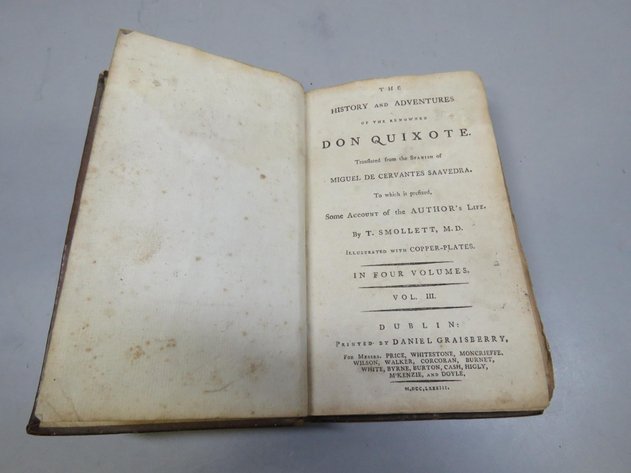 THE
HISTORY AND ADVENTURES
OF THE RENOWNED
DON QUIXOTE.
Tranſlated from the SPANISH of
MIGUEL DE CERVANTES SAAVEDRA.
To which is prefixed,
Some ACCOUNT of the AUTHOR's LIFE.
By T. SMOLLETT, M.D.
ILLUSTRATED WITH COPPER-PLATES.
IN FOUR VOLUMES.
VOL. III.
DUBLIN:
PRINTED BY DANIEL GRAISBERRY,
FOR MESSRS. PRICE, WHITESTONE, MONCRIEFFE,
WILSON, WALKER, CORCORAN, BURNET,
WHITE, BYRNE, BURTON, CASH, HIGLY,
McKENZIE, AND DOYLE,
M,DCC,LXXXIII.